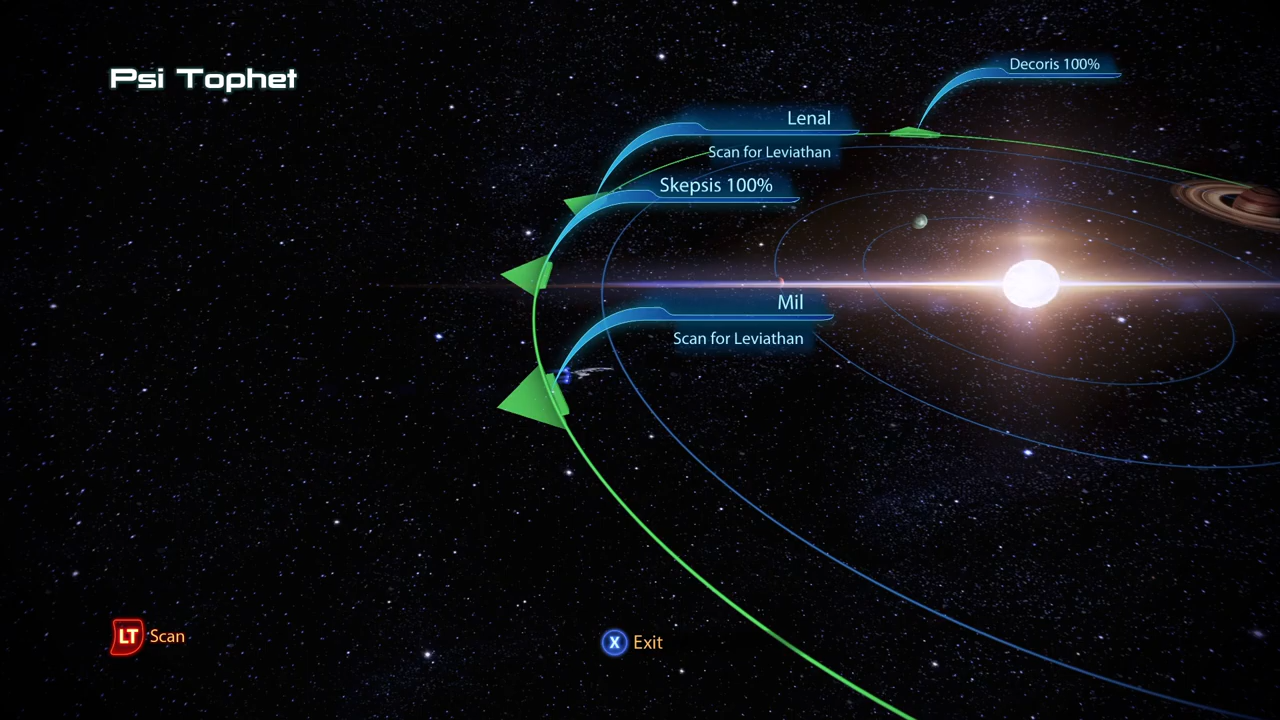 Psi Tophet
Decoris 100%
Lenal
Scan for Leviathan
Skepsis 100%
Mil
Scan for Leviathan
LT Scan
X Exit